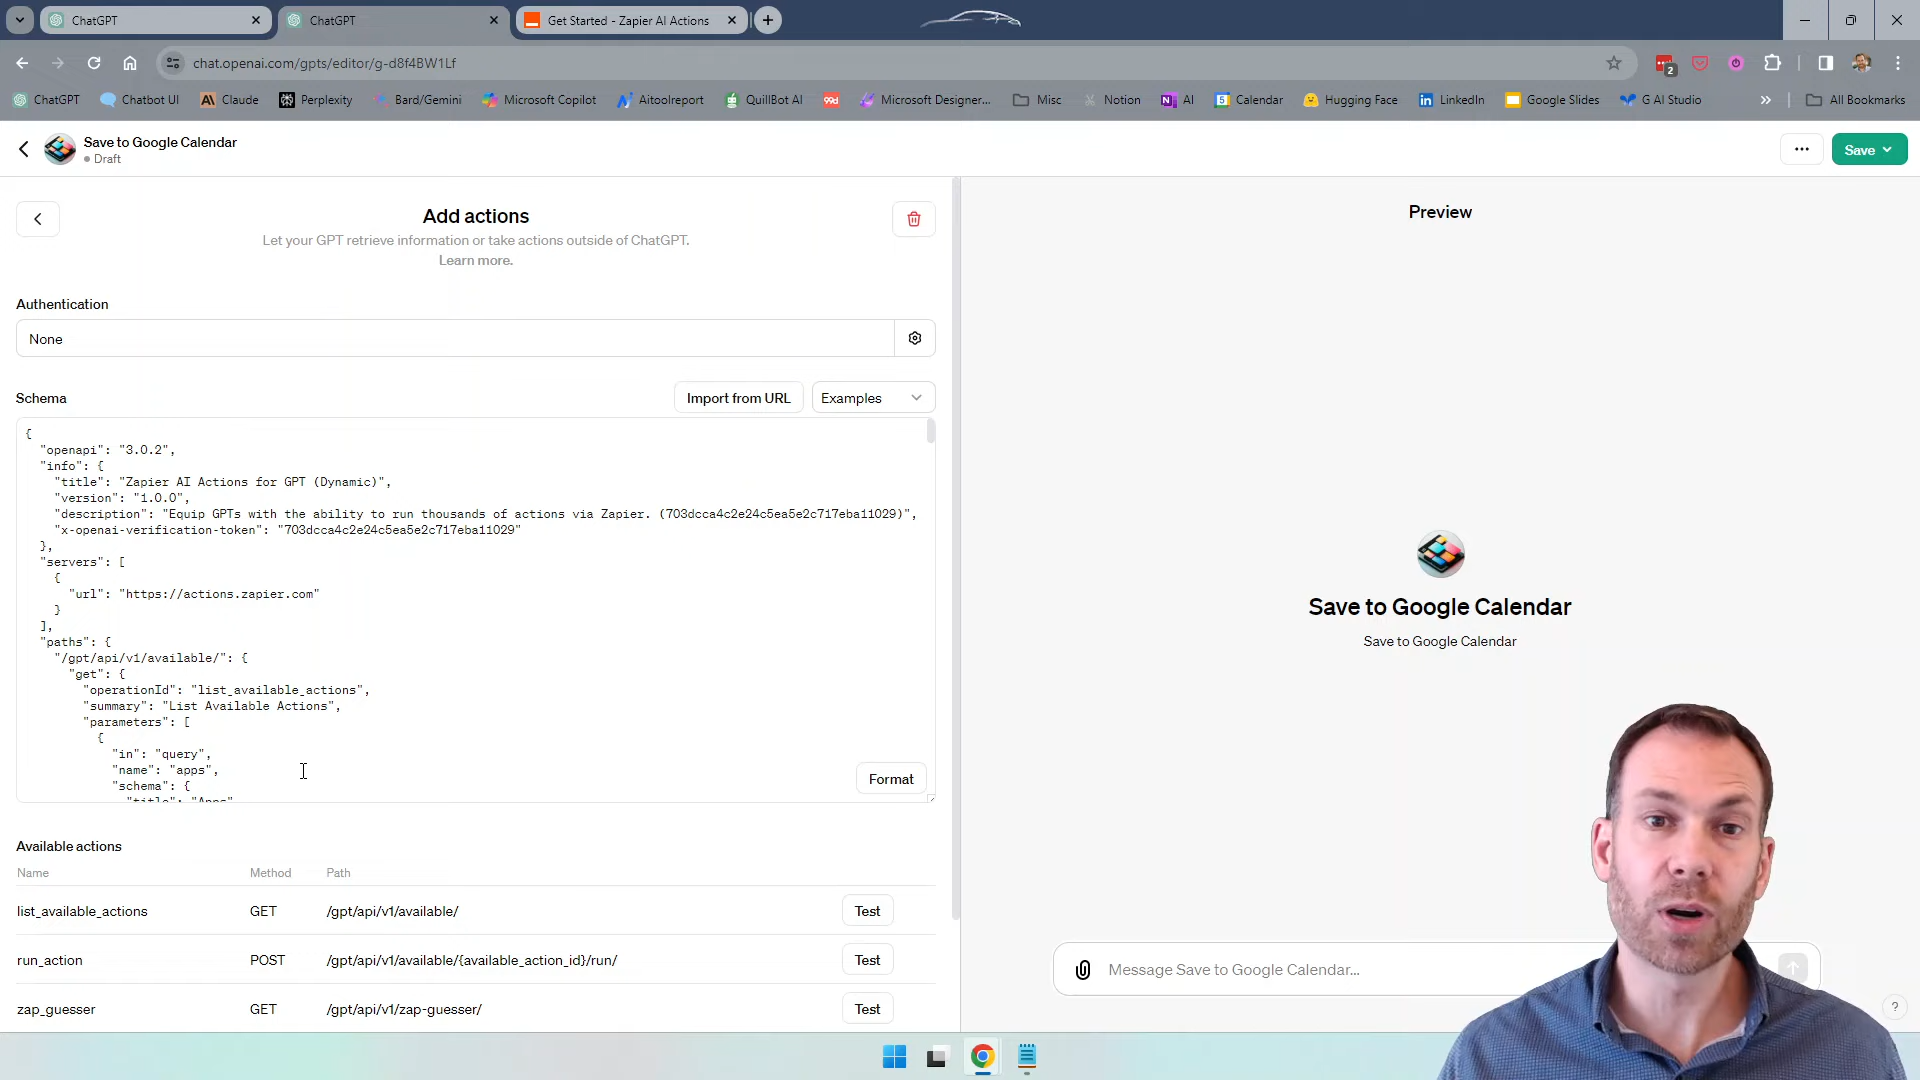 ChatGPT
ChatGPT
Get Started - Zapier AI Actions
chat.openai.com/gpts/editor/g-d8f4BW1Lf
2
ChatGPT
Chatbot UI
Claude
Perplexity
Bard/Gemini
Microsoft Copilot
Aitoolreport
QuillBot AI
99d
Microsoft Designer...
Misc
Notion
AI
Calendar
Hugging Face
LinkedIn
Google Slides
G AI Studio
All Bookmarks
Save to Google Calendar
Draft
Save
Add actions
Let your GPT retrieve information or take actions outside of ChatGPT.
Learn more.
Authentication
None
Schema
Import from URL
Examples
{
"openapi": "3.0.2",
"info": {
"title": "Zapier AI Actions for GPT (Dynamic)",
"version": "1.0.0",
"description": "Equip GPTs with the ability to run thousands of actions via Zapier. (703dcca4c2e24c5ea5e2c717eba11029)",
"x-openai-verification-token": "703dcca4c2e24c5ea5e2c717eba11029"
},
"servers": [
{
"url": "https://actions.zapier.com"
}
],
"paths": {
"/gpt/api/v1/available/": {
"get": {
"operationId": "list_available_actions",
"summary": "List Available Actions",
"parameters": [
{
"in": "query",
"name": "apps",
"schema": {
"title": "Apps"
Format
Available actions
Name Method Path
list_available_actions GET /gpt/api/v1/available/ Test
run_action POST /gpt/api/v1/available/{available_action_id}/run/ Test
zap_guesser GET /gpt/api/v1/zap-guesser/ Test
Preview
Save to Google Calendar
Save to Google Calendar
Message Save to Google Calendar...
?